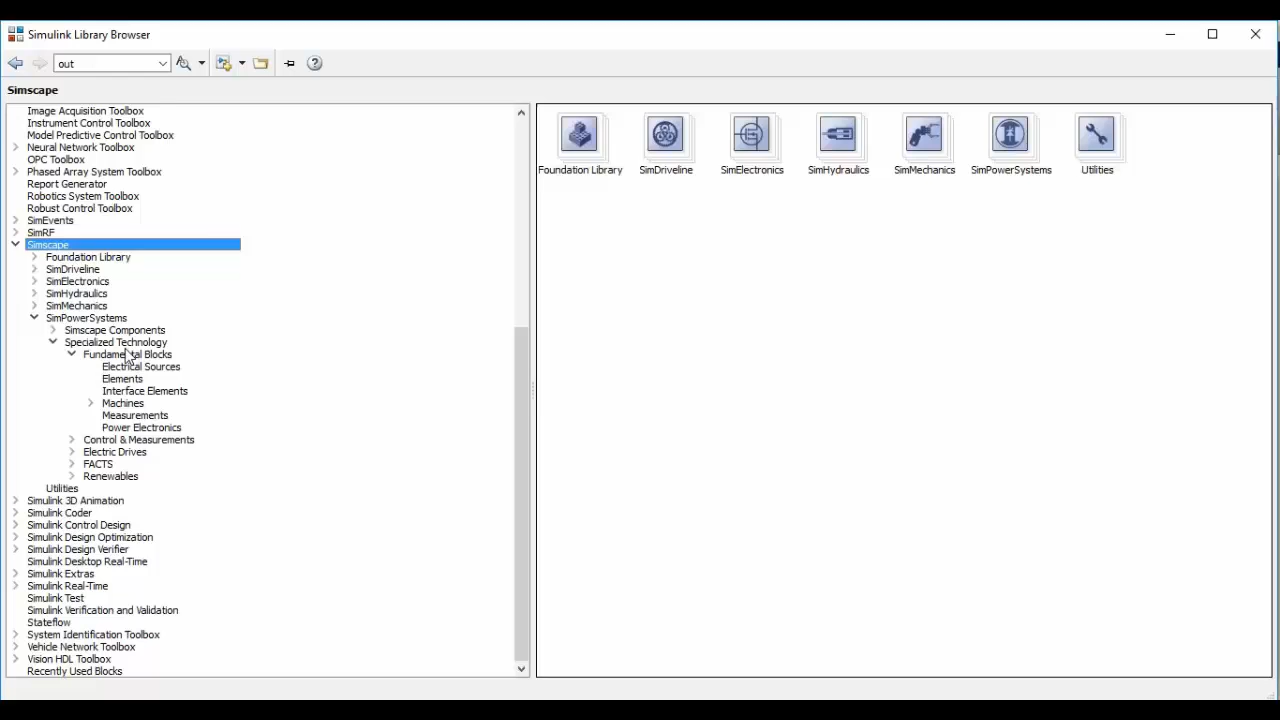 Simulink Library Browser
out
Simscape
Image Acquisition Toolbox
Instrument Control Toolbox
Model Predictive Control Toolbox
Neural Network Toolbox
OPC Toolbox
Phased Array System Toolbox
Report Generator
Robotics System Toolbox
Robust Control Toolbox
SimEvents
SimRF
Simscape
Foundation Library
SimDriveline
SimElectronics
SimHydraulics
SimMechanics
SimPowerSystems
Simscape Components
Specialized Technology
Fundamental Blocks
Electrical Sources
Elements
Interface Elements
Machines
Measurements
Power Electronics
Control & Measurements
Electric Drives
FACTS
Renewables
Utilities
Simulink 3D Animation
Simulink Coder
Simulink Control Design
Simulink Design Optimization
Simulink Design Verifier
Simulink Desktop Real-Time
Simulink Extras
Simulink Real-Time
Simulink Test
Simulink Verification and Validation
Stateflow
System Identification Toolbox
Vehicle Network Toolbox
Vision HDL Toolbox
Recently Used Blocks
Foundation Library SimDriveline SimElectronics SimHydraulics SimMechanics SimPowerSystems Utilities